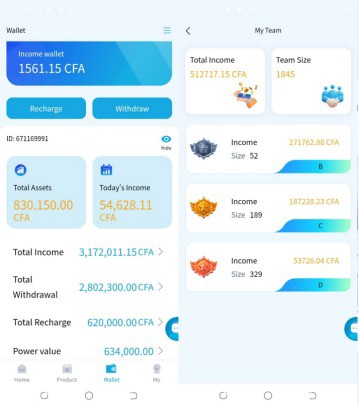 Wallet
Income wallet
1561.15 CFA
Recharge
Withdraw
ID: 671169991
hide
Total Assets
830,150.00
CFA
Today's Income
54,628.11
CFA
Total Income
3,172,011.15 CFA
Total
Withdrawal
2,802,300.00 CFA
Total Recharge
620,000.00 CFA
Power value
634,000.00
Home
Product
Wallet
My
My Team
Total Income
512717.15 CFA
Team Size
1845
Income
271762.88 CFA
Size 52
B
Income
187228.23 CFA
Size 189
C
Income
53726.04 CFA
Size 329
D